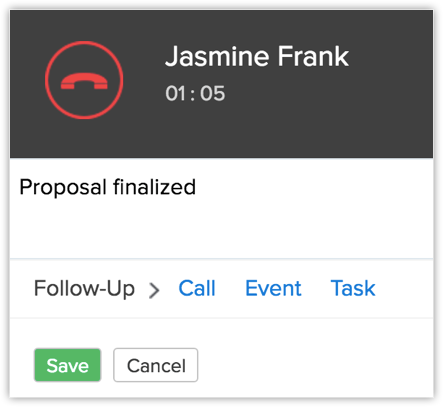 Jasmine Frank
01 : 05
Proposal finalized
Follow-Up > Call Event Task
Save Cancel